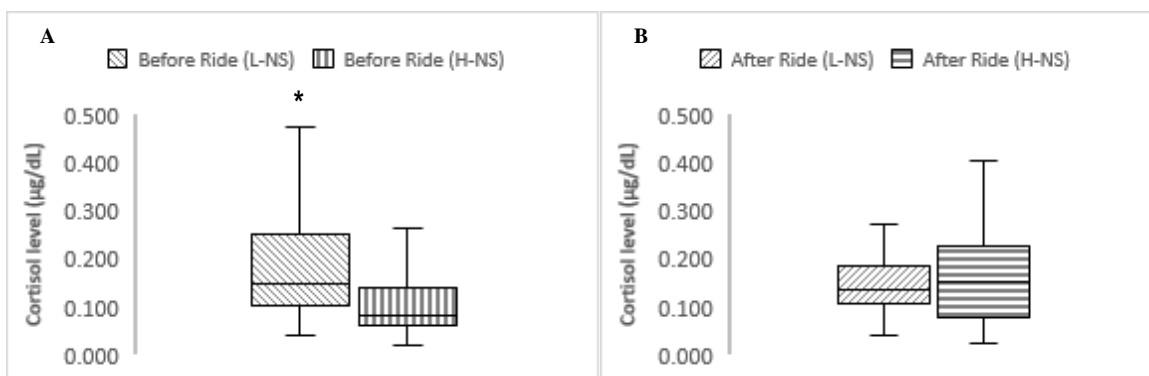 A
Before Ride (L-NS) Before Ride (H-NS)
*
Cortisol level (µg/dL)
0.500
0.400
0.300
0.200
0.100
0.000
B
After Ride (L-NS) After Ride (H-NS)
Cortisol level (µg/dL)
0.500
0.400
0.300
0.200
0.100
0.000